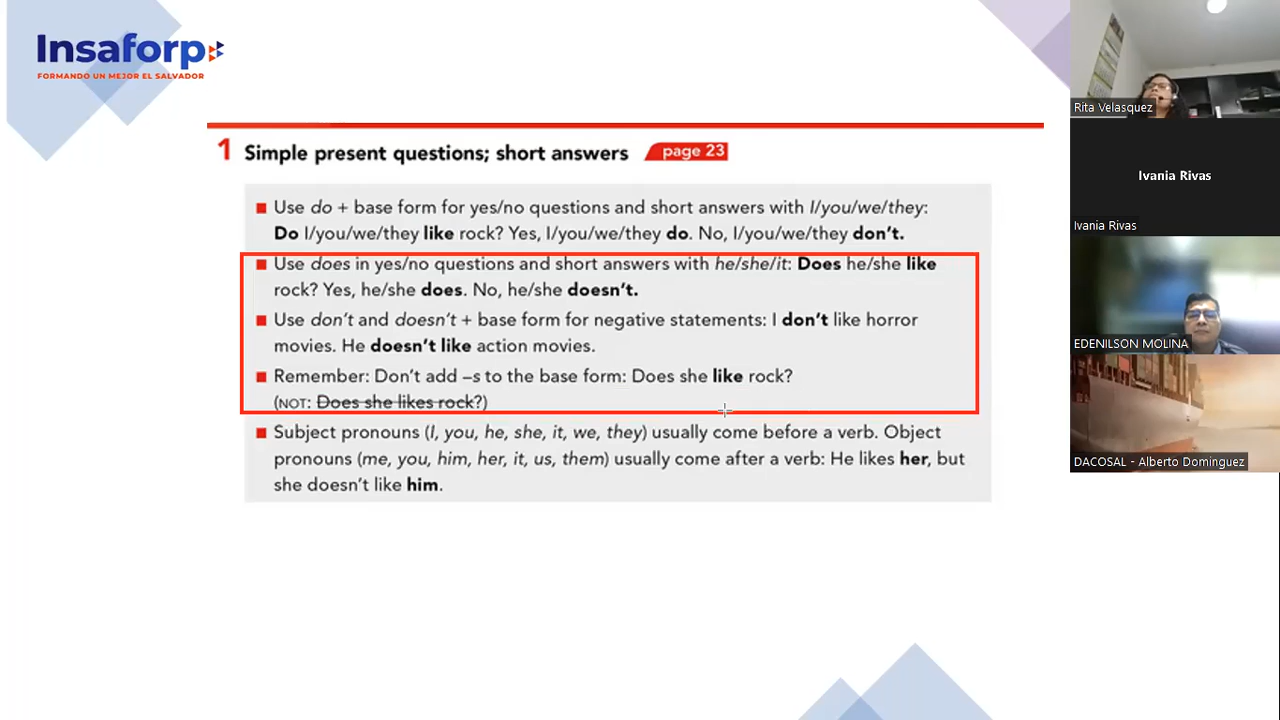 Insaforp
FORMANDO UN MEJOR EL SALVADOR
1 Simple present questions; short answers page 23
■ Use do + base form for yes/no questions and short answers with I/you/we/they:
Do I/you/we/they like rock? Yes, I/you/we/they do. No, I/you/we/they don't.
■ Use does in yes/no questions and short answers with he/she/it: Does he/she like
rock? Yes, he/she does. No, he/she doesn't.
■ Use don't and doesn't + base form for negative statements: I don't like horror
movies. He doesn't like action movies.
■ Remember: Don't add –s to the base form: Does she like rock?
(NOT: Does she likes rock?)
■ Subject pronouns (I, you, he, she, it, we, they) usually come before a verb. Object
pronouns (me, you, him, her, it, us, them) usually come after a verb: He likes her, but
she doesn't like him.
Rita Velasquez
Ivania Rivas
Ivania Rivas
EDENILSON MOLINA
DACOSAL - Alberto Dominguez